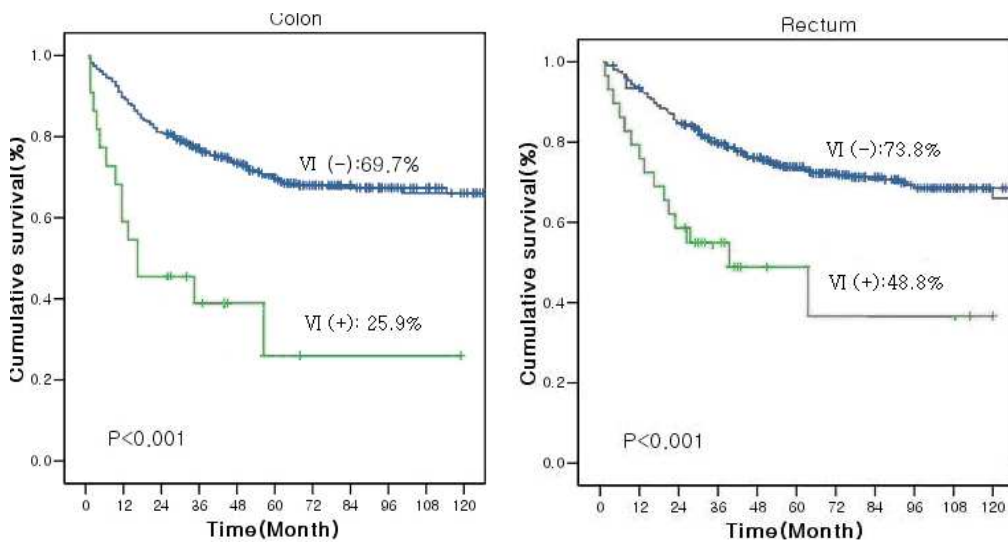 Colon
Cumulative survival(%)
1.0
0.8
0.6
0.4
0.2
0.0
VI (-):69.7%
VI (+): 25.9%
P<0.001
0 12 24 36 48 60 72 84 96 108 120
Time(Month)
Rectum
Cumulative survival(%)
1.0
0.8
0.6
0.4
0.2
0.0
VI (-):73.8%
VI (+):48.8%
P<0.001
0 12 24 36 48 60 72 84 96 108 120
Time(Month)